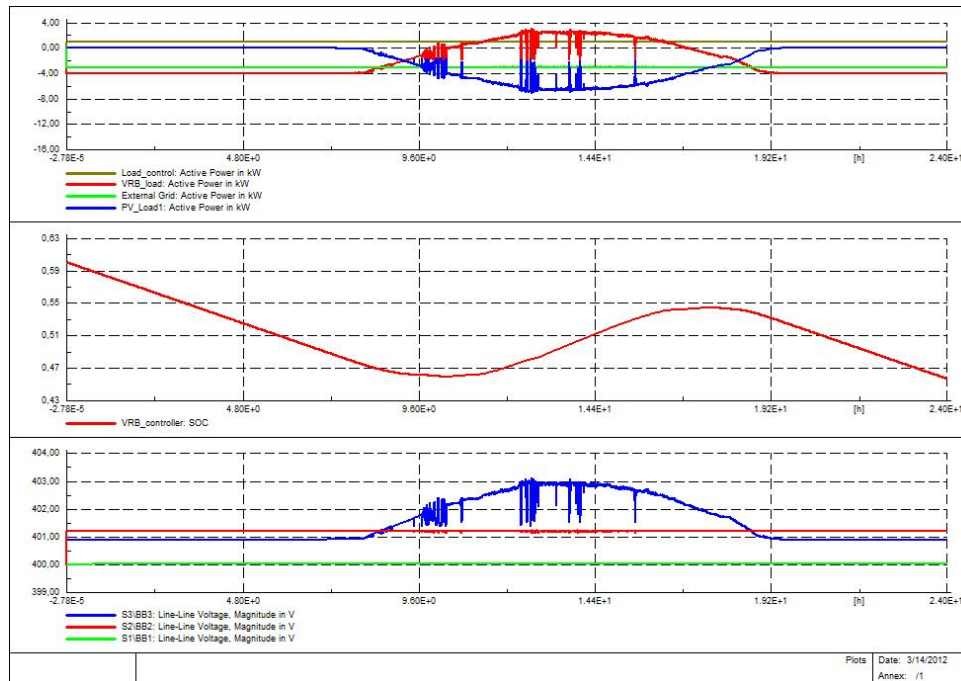 4,00
0,00
-4,00
-8,00
-12,00
-16,00
-2.78E-5 4.80E+0 9.60E+0 1.44E+1 1.92E+1 [h] 2.40E+1
Load_control: Active Power in kW
VRB_load: Active Power in kW
External Grid: Active Power in kW
PV_Load1: Active Power in kW
0,63
0,59
0,55
0,51
0,47
0,43
-2.78E-5 4.80E+0 9.60E+0 1.44E+1 1.92E+1 [h] 2.40E+1
VRB_controller: SOC
404,00
403,00
402,00
401,00
400,00
399,00
-2.78E-5 4.80E+0 9.60E+0 1.44E+1 1.92E+1 [h] 2.40E+1
S3\BB3: Line-Line Voltage, Magnitude in V
S2\BB2: Line-Line Voltage, Magnitude in V
S1\BB1: Line-Line Voltage, Magnitude in V
Plots Date: 3/14/2012
Annex: /1